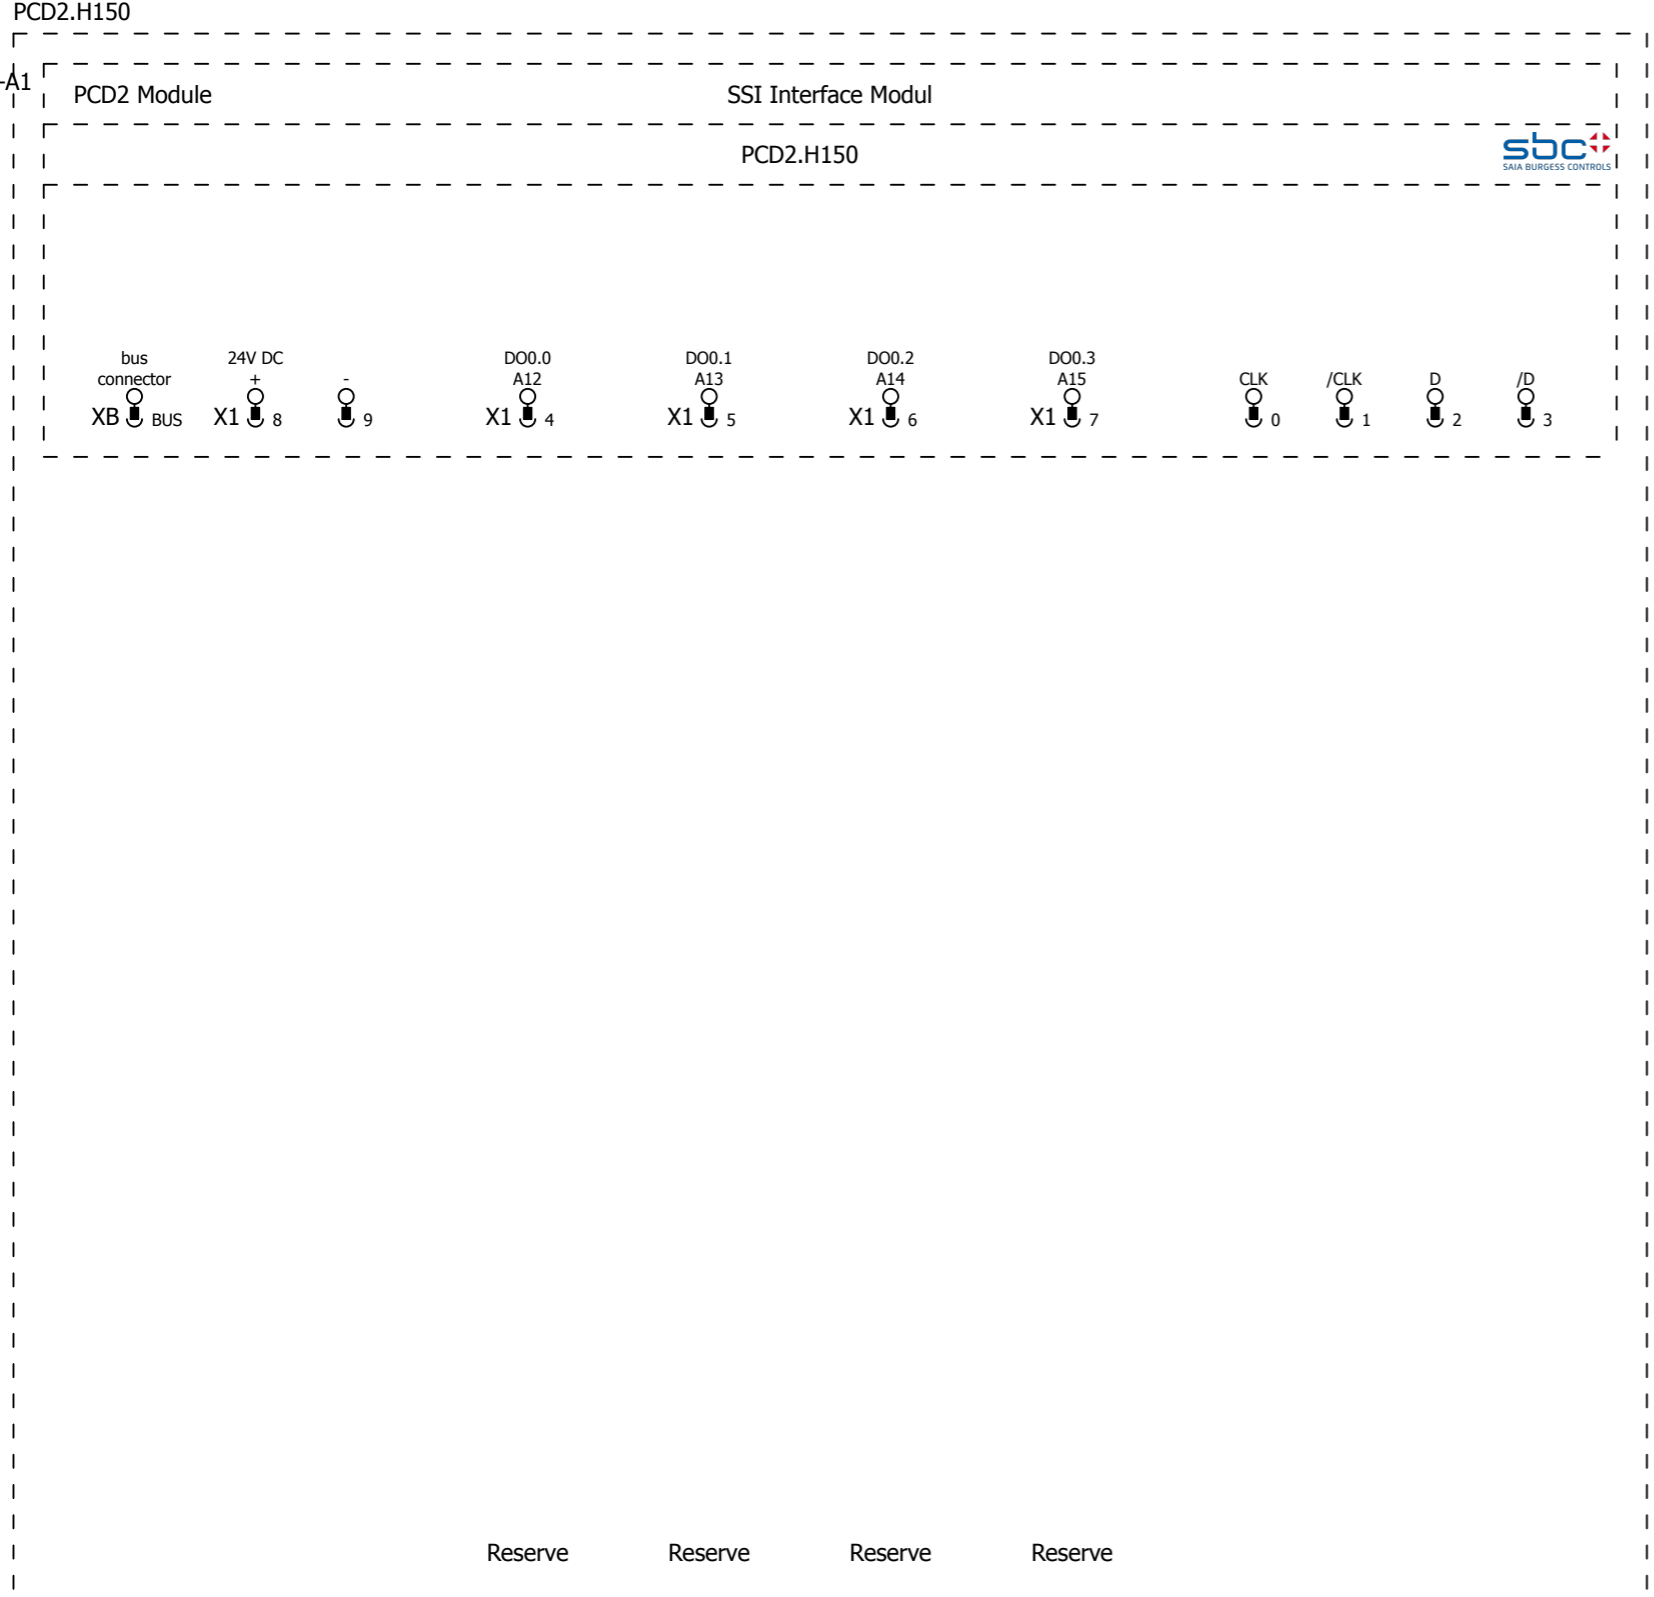 PCD2.H150
-A1
PCD2 Module SSI Interface Modul
PCD2.H150
sbc
SAIA BURGESS CONTROLS
bus 24V DC DO0.0 DO0.1 DO0.2 DO0.3
connector + - A12 A13 A14 A15 CLK /CLK D /D
XB BUS X1 8 9 X1 4 X1 5 X1 6 X1 7 0 1 2 3
Reserve Reserve Reserve Reserve